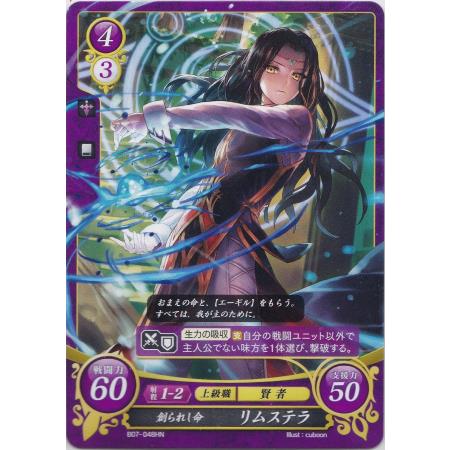 4
3
おまえの命と、【エーギル】をもらう。
すべては、我が主のために。
生力の吸収 自分の戦闘ユニット以外で
主人公でない味方を1体選び、撃破する。
戦闘力
60
射程 1-2 上級職 賢者
支援力
50
創られし命 リムステラ
B07-048HN Illust : cuboon